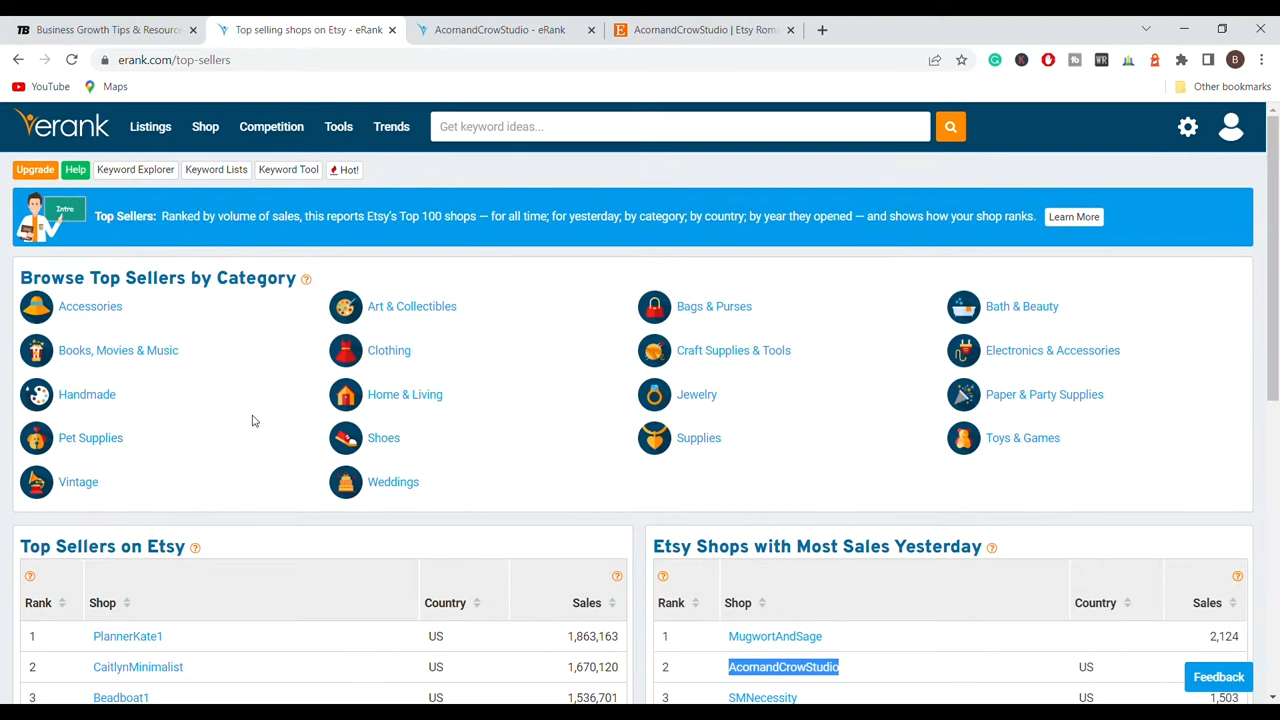 TB Business Growth Tips & Resource
Top selling shops on Etsy - eRank
AcornandCrowStudio - eRank
E AcornandCrowStudio | Etsy Rom
erank.com/top-sellers
B
YouTube
Maps
Other bookmarks
erank
Listings
Shop
Competition
Tools
Trends
Get keyword ideas...
Upgrade
Help
Keyword Explorer
Keyword Lists
Keyword Tool
Hot!
Intro
Top Sellers: Ranked by volume of sales, this reports Etsy's Top 100 shops — for all time; for yesterday; by category; by country; by year they opened — and shows how your shop ranks.
Learn More
Browse Top Sellers by Category ?
Accessories
Art & Collectibles
Bags & Purses
Bath & Beauty
Books, Movies & Music
Clothing
Craft Supplies & Tools
Electronics & Accessories
Handmade
Home & Living
Jewelry
Paper & Party Supplies
Pet Supplies
Shoes
Supplies
Toys & Games
Vintage
Weddings
Top Sellers on Etsy ?
? ?
Rank Shop Country Sales
1 PlannerKate1 US 1,863,163
2 CaitlynMinimalist US 1,670,120
3 Beadboat1 US 1,536,701
Etsy Shops with Most Sales Yesterday ?
? ?
Rank Shop Country Sales
1 MugwortAndSage 2,124
2 AcornandCrowStudio US
3 SMNecessity US 1,503
Feedback